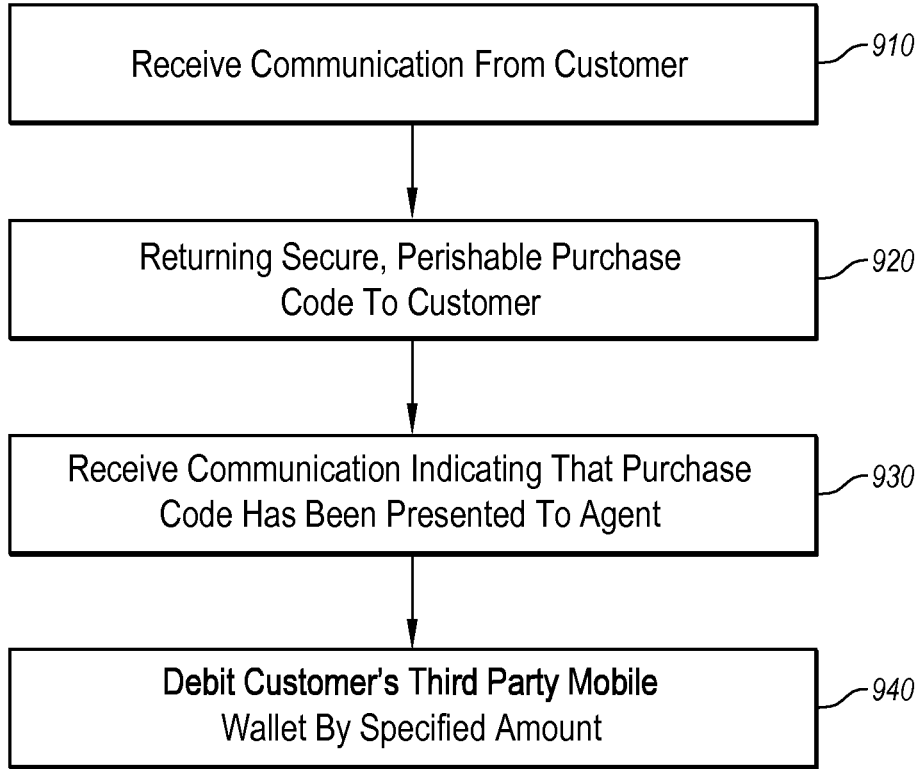 Receive Communication From Customer
910
Returning Secure, Perishable Purchase
Code To Customer
920
Receive Communication Indicating That Purchase
Code Has Been Presented To Agent
930
Debit Customer's Third Party Mobile
Wallet By Specified Amount
940